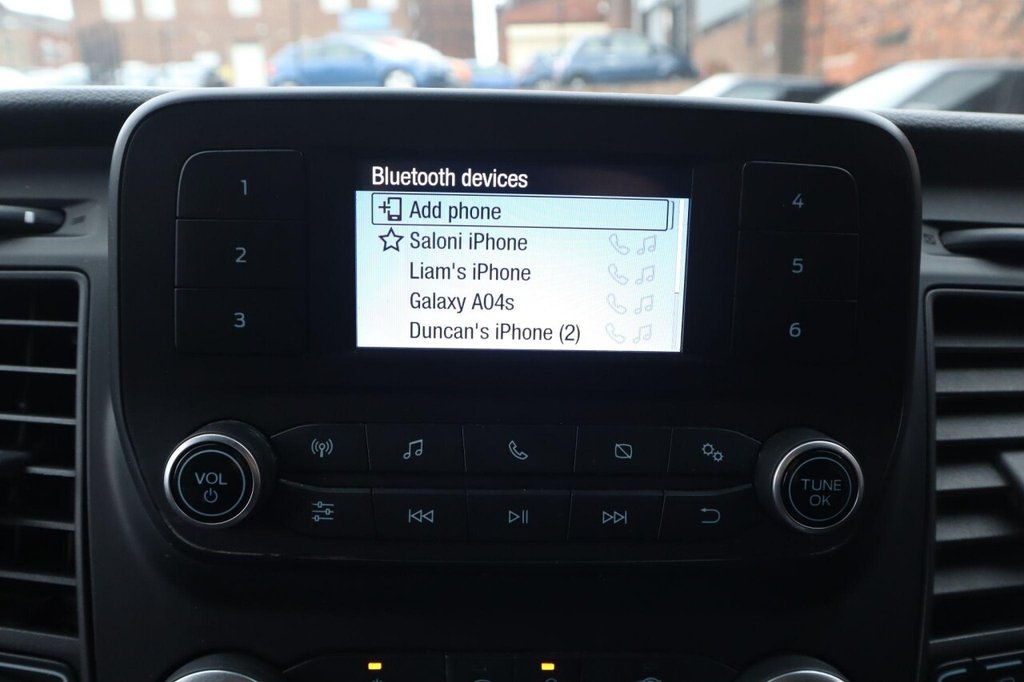 Bluetooth devices
Add phone
Saloni iPhone
Liam's iPhone
Galaxy A04s
Duncan's iPhone (2)
1
2
3
4
5
6
VOL
TUNE
OK